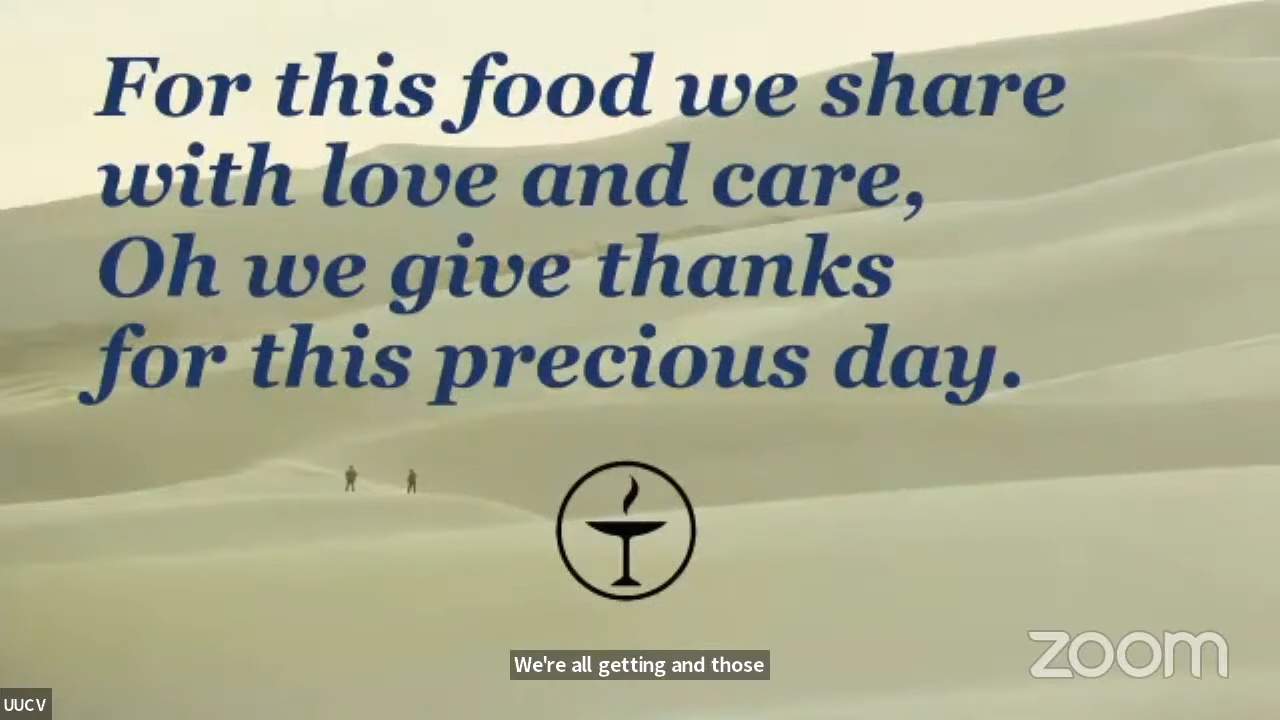 For this food we share
with love and care,
Oh we give thanks
for this precious day.
We're all getting and those
zoom
UUCV